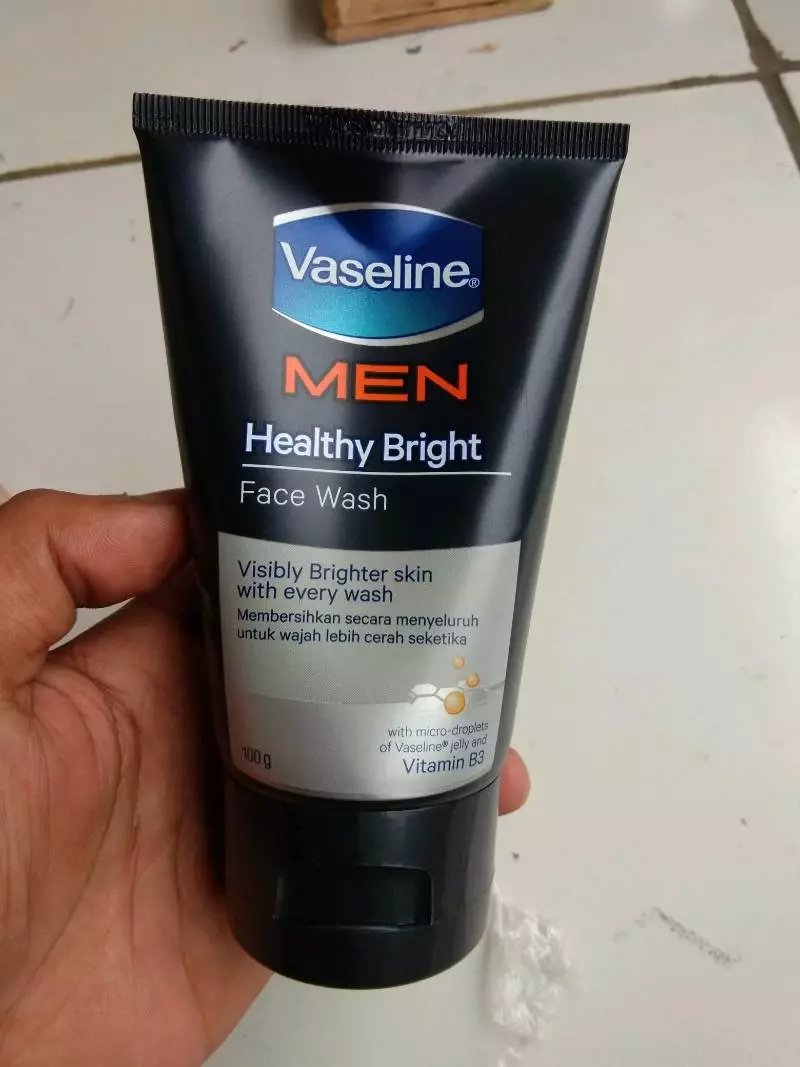 Vaseline®
MEN
Healthy Bright
Face Wash
Visibly Brighter skin
with every wash
Membersihkan secara menyeluruh
untuk wajah lebih cerah seketika
with micro-droplets
of Vaseline® jelly and
Vitamin B3
100 g